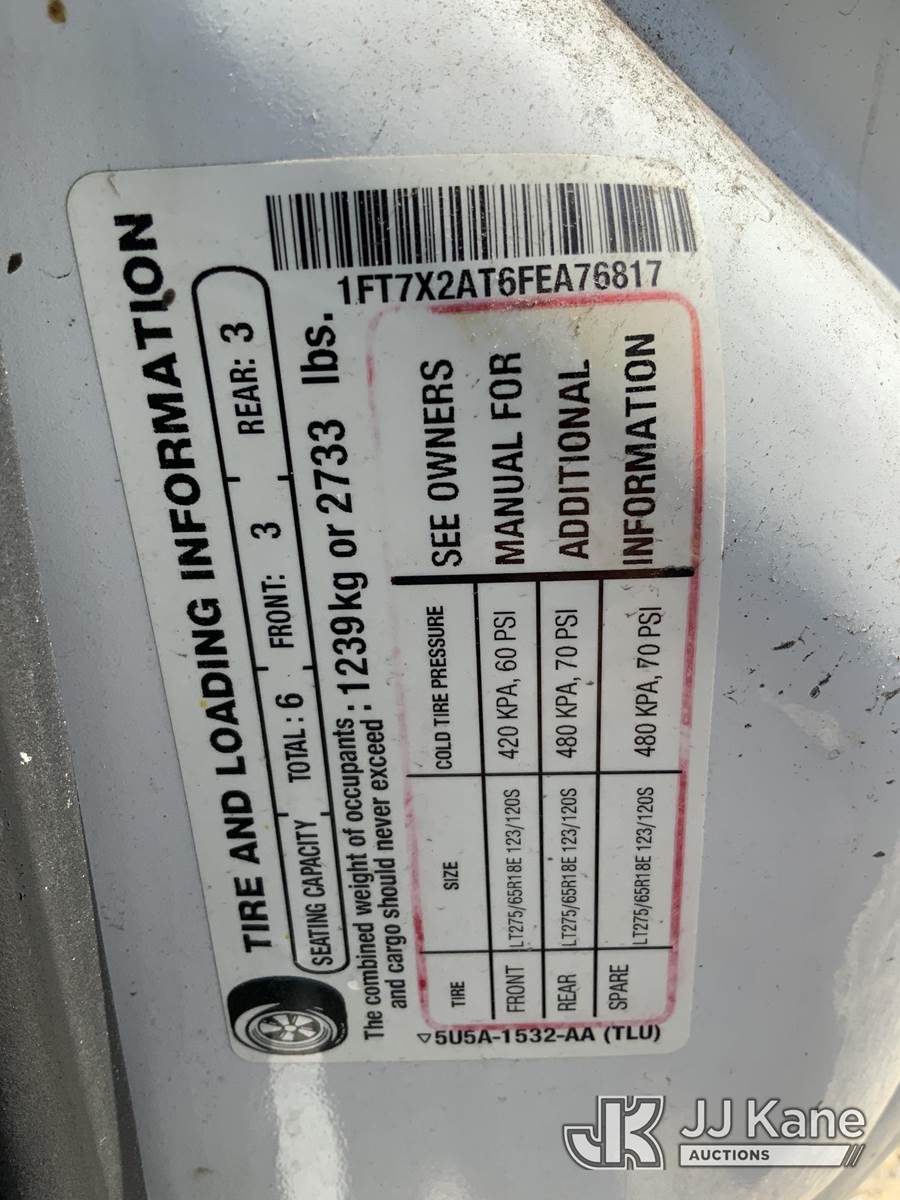 TIRE AND LOADING INFORMATION
SEATING CAPACITY TOTAL : 6 FRONT: 3 REAR: 3
The combined weight of occupants : 1239kg or 2733 lbs.
and cargo should never exceed
TIRE SIZE COLD TIRE PRESSURE
FRONT LT275/65R18E 123/120S 420 KPA, 60 PSI
REAR LT275/65R18E 123/120S 480 KPA, 70 PSI
SPARE LT275/65R18E 123/120S 480 KPA, 70 PSI
SEE OWNERS
MANUAL FOR
ADDITIONAL
INFORMATION
5U5A-1532-AA (TLU)
1FT7X2AT6FEA76817
JK JJ Kane
AUCTIONS